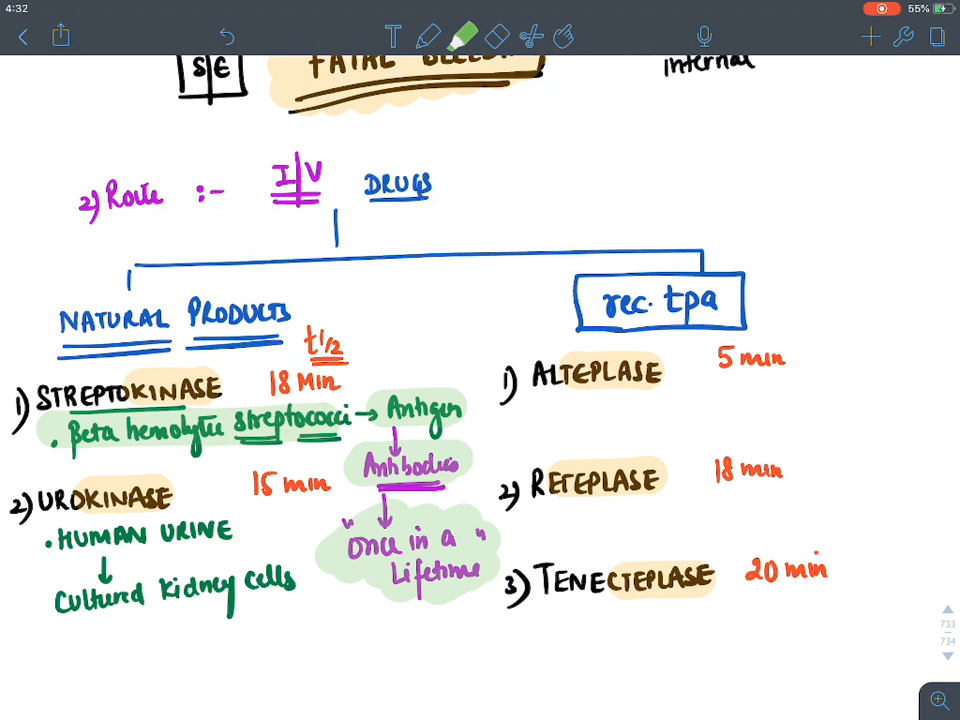 4:32
55%
S|E
FATAL BLEEDING
internal
2) Route :- I|V DRUGS
NATURAL PRODUCTS
rec. tpa
t1/2
1) STREPTOKINASE 18 Min
• Beta hemolytic streptococci → Antigen
Antibodies
"Once in a "
Lifetime
2) UROKINASE 15 min
• HUMAN URINE
Cultured Kidney Cells
1) ALTEPLASE 5 min
2) RETEPLASE 18 min
3) TENECTEPLASE 20 min
733
734